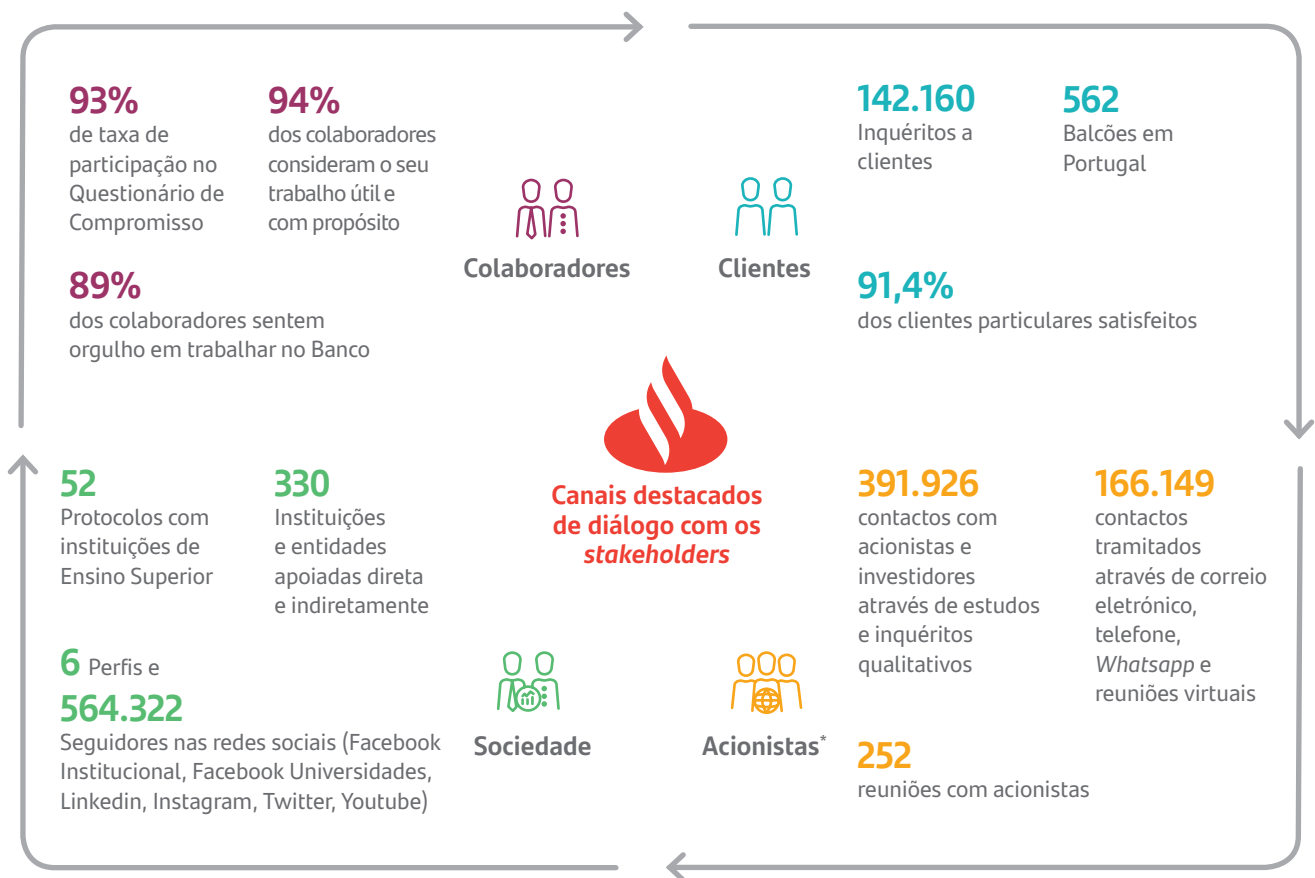 93%
de taxa de
participação no
Questionário de
Compromisso
94%
dos colaboradores
consideram o seu
trabalho útil e
com propósito
89%
dos colaboradores sentem
orgulho em trabalhar no Banco
Colaboradores
Clientes
142.160
Inquéritos a
clientes
562
Balcões em
Portugal
91,4%
dos clientes particulares satisfeitos
Canais destacados
de diálogo com os
stakeholders
52
Protocolos com
instituições de
Ensino Superior
330
Instituições
e entidades
apoiadas direta
e indiretamente
6 Perfis e
564.322
Seguidores nas redes sociais (Facebook
Institucional, Facebook Universidades,
Linkedin, Instagram, Twitter, Youtube)
Sociedade
Acionistas*
391.926
contactos com
acionistas e
investidores
através de estudos
e inquéritos
qualitativos
166.149
contactos
tramitados
através de correio
eletrónico,
telefone,
Whatsapp e
reuniões virtuais
252
reuniões com acionistas